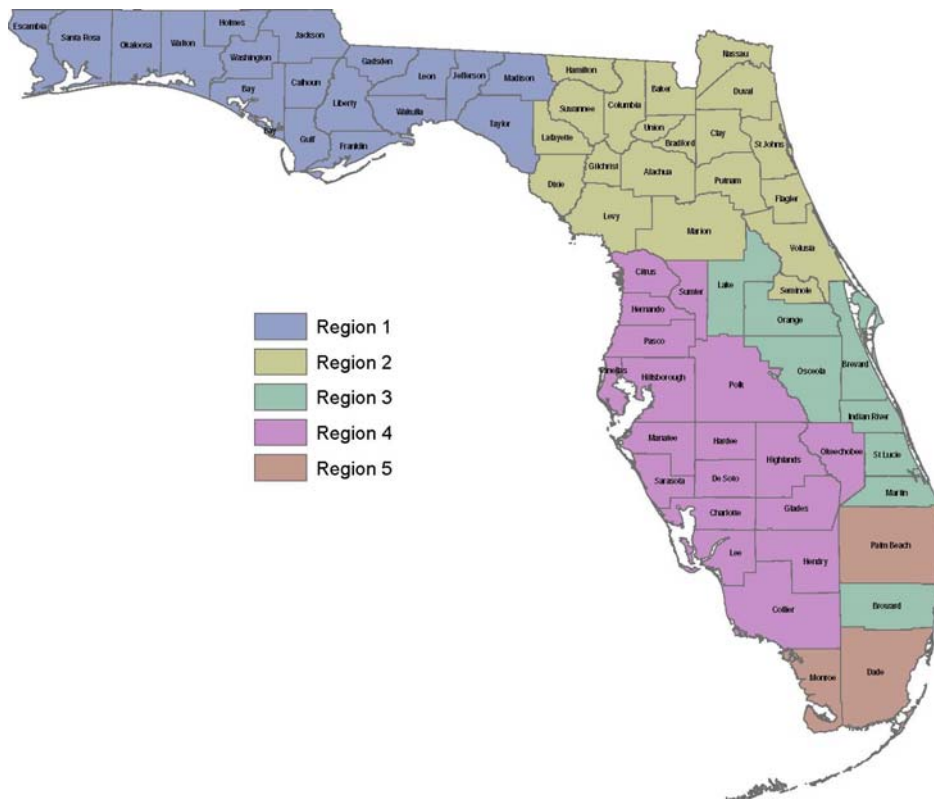 Escambia
Santa Rosa
Okaloosa
Walton
Holmes
Washington
Bay
Jackson
Calhoun
Gulf
Bay
Gadsden
Liberty
Franklin
Leon
Wakulla
Jefferson
Madison
Taylor
Hamilton
Suwannee
Lafayette
Dixie
Columbia
Baker
Union
Bradford
Gilchrist
Alachua
Levy
Marion
Nassau
Duval
Clay
St Johns
Putnam
Flagler
Volusia
Seminole
Citrus
Sumter
Lake
Hernando
Pasco
Orange
Pinellas
Hillsborough
Polk
Osceola
Brevard
Indian River
Manatee
Hardee
Highlands
Okeechobee
St Lucie
Sarasota
De Soto
Martin
Charlotte
Glades
Lee
Hendry
Palm Beach
Collier
Broward
Monroe
Dade
Region 1
Region 2
Region 3
Region 4
Region 5